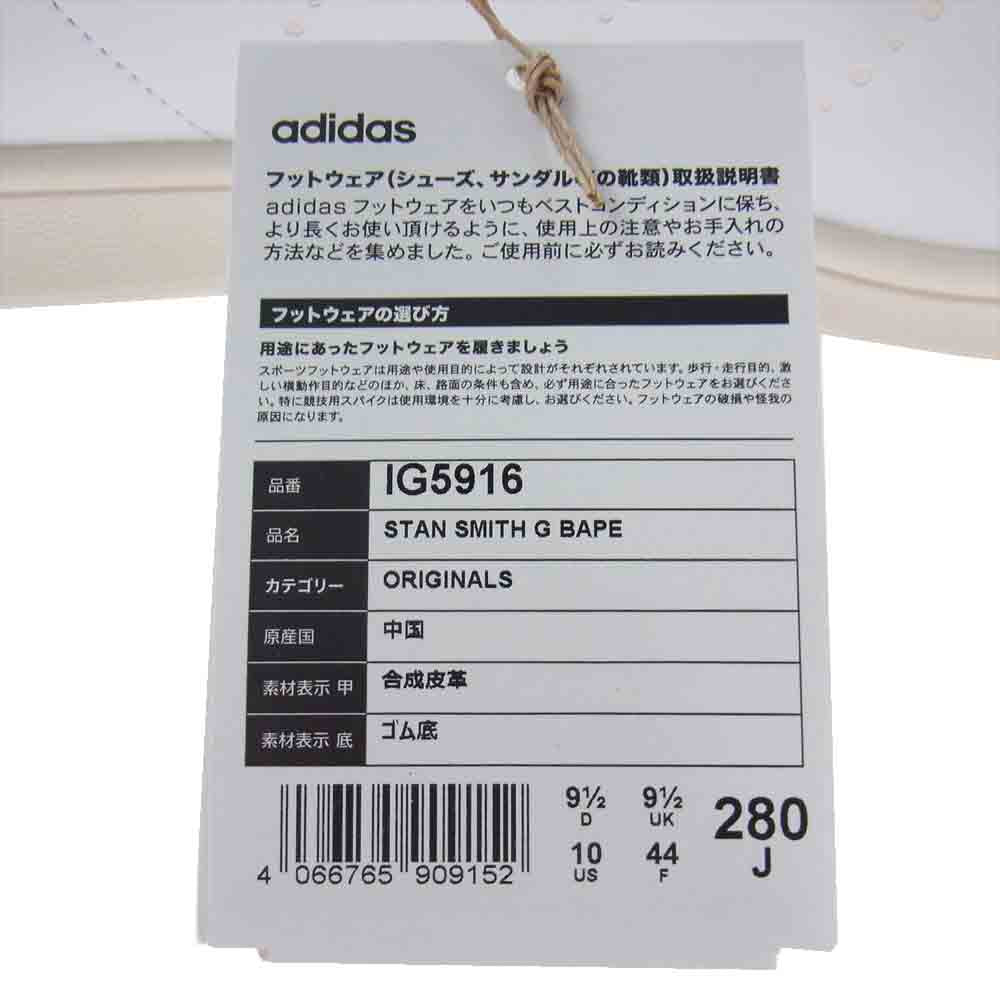 adidas
フットウェア(シューズ、サンダル の靴類)取扱説明書
adidas フットウェアをいつもベストコンディションに保ち、
より長くお使い頂けるように、使用上の注意やお手入れの
方法などを集めました。ご使用前に必ずお読みください。
フットウェアの選び方
用途にあったフットウェアを履きましょう
スポーツフットウェアは用途や使用目的によって設計がそれぞれされています。歩行・走行目的、激
しい横動作目的などのほか、床、路面の条件も含め、必ず用途に合ったフットウェアをお選びくださ
い。特に競技用スパイクは使用環境を十分に考慮し、お選びください。フットウェアの破損や怪我の
原因になります。
品番 IG5916
品名 STAN SMITH G BAPE
カテゴリー ORIGINALS
原産国 中国
素材表示 甲 合成皮革
素材表示 底 ゴム底
9½ 9½ 280
D UK J
10 44
US F
4 066765 909152